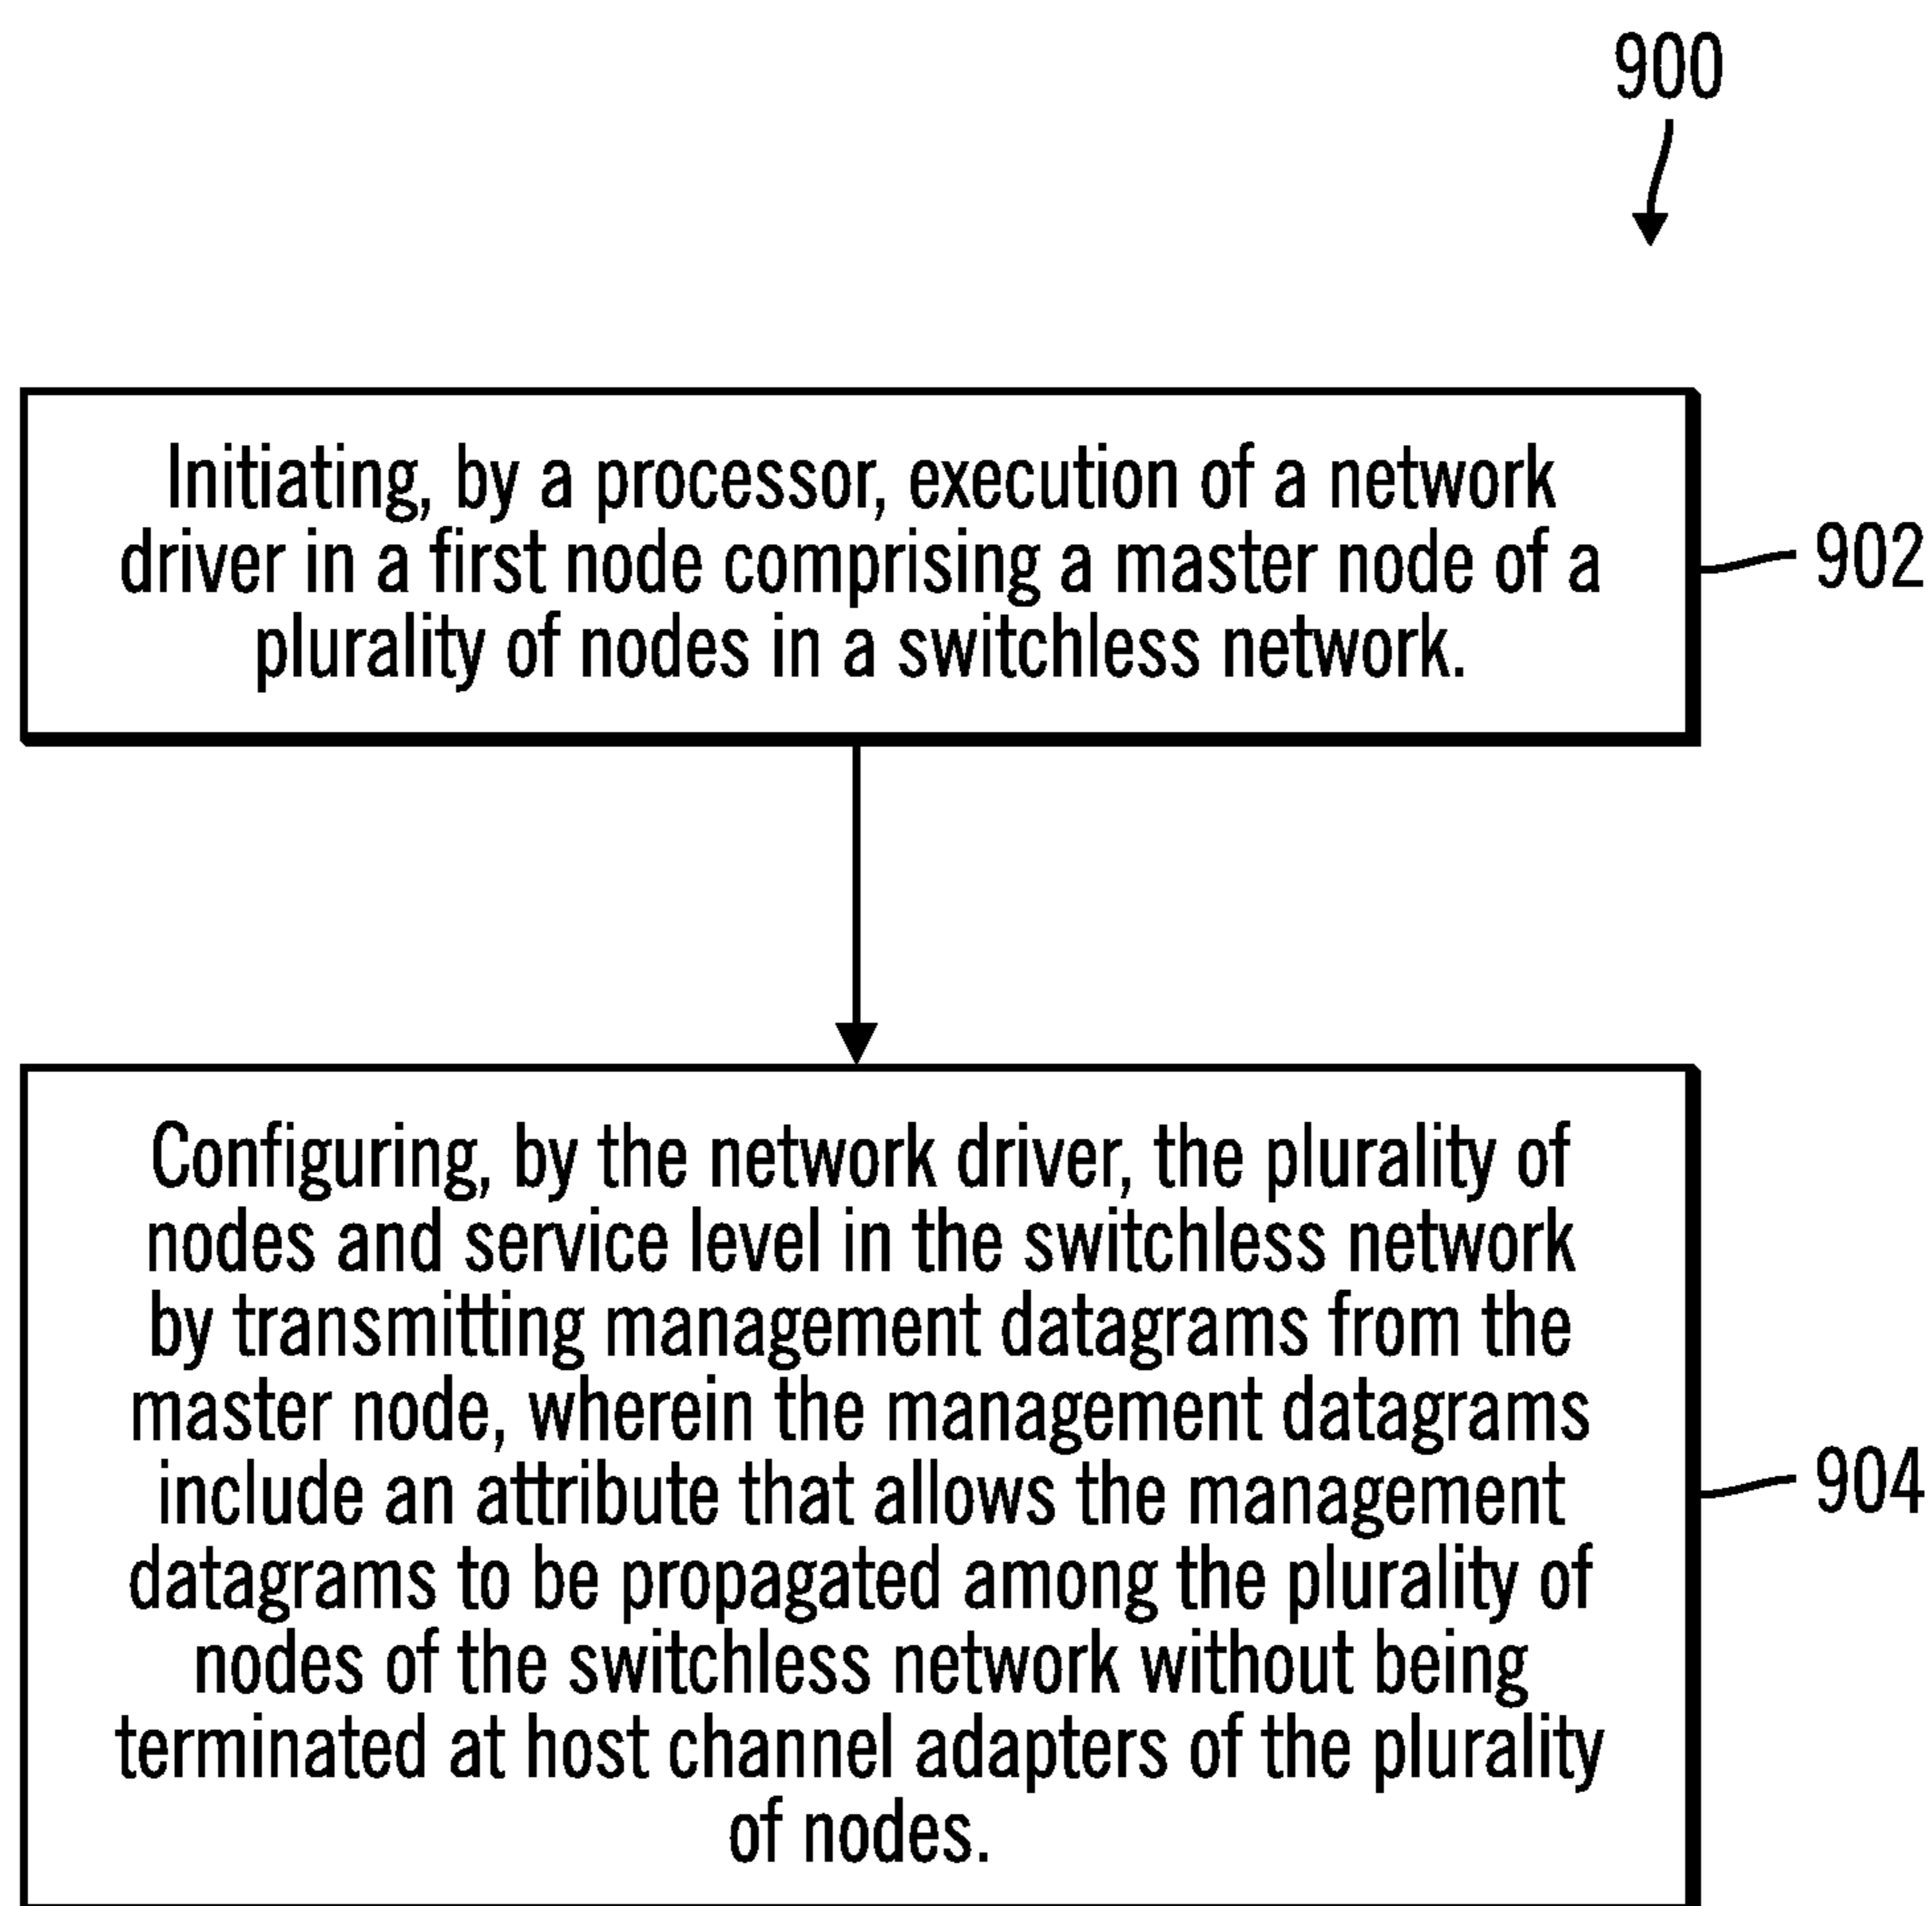 900
Initiating, by a processor, execution of a network
driver in a first node comprising a master node of a
plurality of nodes in a switchless network.
902
Configuring, by the network driver, the plurality of
nodes and service level in the switchless network
by transmitting management datagrams from the
master node, wherein the management datagrams
include an attribute that allows the management
datagrams to be propagated among the plurality of
nodes of the switchless network without being
terminated at host channel adapters of the plurality
of nodes.
904